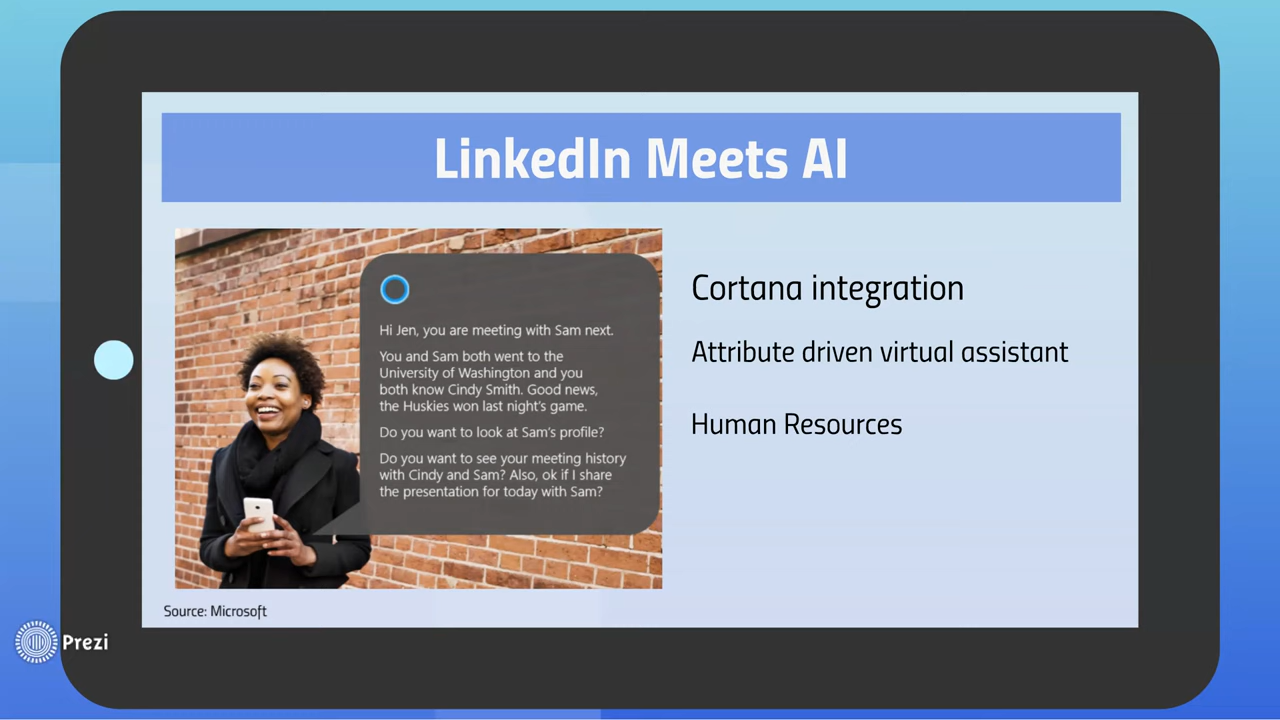 LinkedIn Meets AI
Hi Jen, you are meeting with Sam next.
You and Sam both went to the
University of Washington and you
both know Cindy Smith. Good news,
the Huskies won last night's game.
Do you want to look at Sam's profile?
Do you want to see your meeting history
with Cindy and Sam? Also, ok if I share
the presentation for today with Sam?
Cortana integration
Attribute driven virtual assistant
Human Resources
Source: Microsoft
Prezi